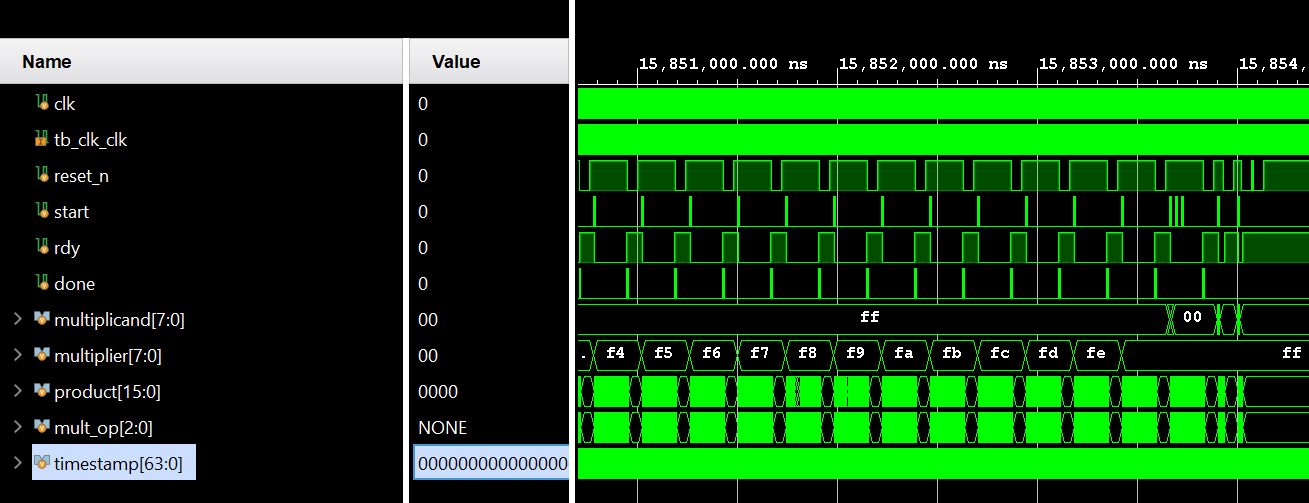 Name Value
15,851,000.000 ns 15,852,000.000 ns 15,853,000.000 ns 15,854,
clk 0
tb_clk_clk 0
reset_n 0
start 0
rdy 0
done 0
multiplicand[7:0] 00 ff 00
multiplier[7:0] 00 . f4 f5 f6 f7 f8 f9 fa fb fc fd fe ff
product[15:0] 0000
mult_op[2:0] NONE
timestamp[63:0] 000000000000000